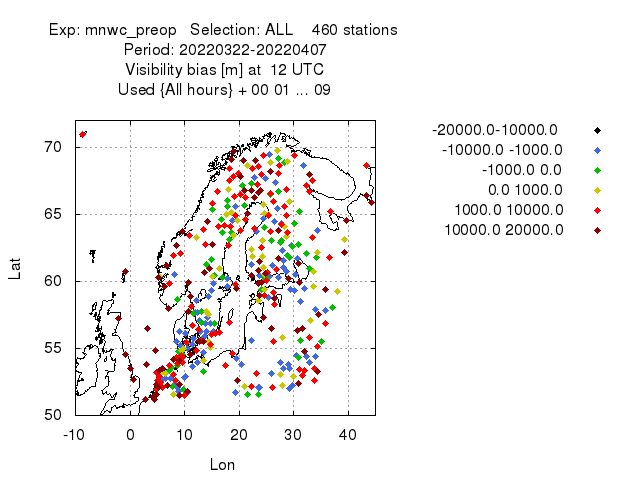 Exp: mnwc_preop   Selection: ALL    460 stations
Period: 20220322-20220407
Visibility bias [m] at  12 UTC
Used {All hours} + 00 01 ... 09
-20000.0-10000.0
-10000.0 -1000.0
-1000.0 0.0
0.0 1000.0
1000.0 10000.0
10000.0 20000.0
70
65
60
55
50
Lat
-10 0 10 20 30 40
Lon